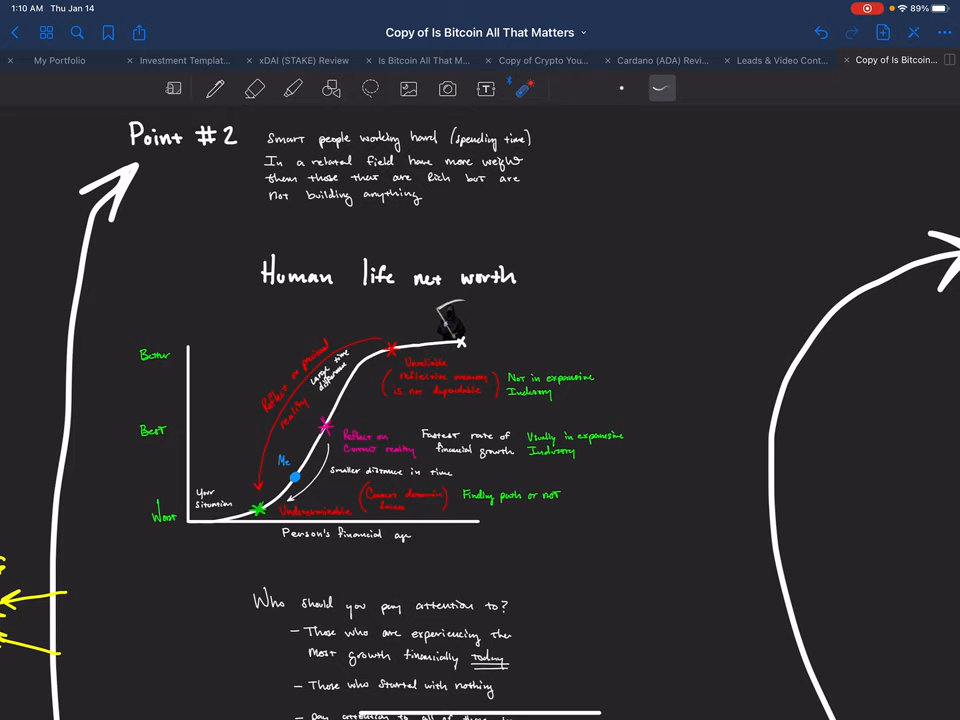 1:10 AM Thu Jan 14
89%
Copy of Is Bitcoin All That Matters
My Portfolio
Investment Templat...
xDAI (STAKE) Review
Is Bitcoin All That M...
Copy of Crypto You...
Cardano (ADA) Revi...
Leads & Video Cont...
Copy of Is Bitcoin...
Point #2
Smart people working hard (spending time)
In a related field have more weight
them those that are Rich but are
not building anything
Human life net worth
Better
Best
Worst
Reflect on
reality
Large time
difference
Unreliable
(reflective memory
is not dependable)
Not in expansive
Industry
Reflect on
Current reality
Fastest rate of
financial growth
Usually in expansive
Industry
Me
Smaller distance in time
Your
Situation
Undeterminable
Finding path or not
Person's financial age
Who should you pay attention to?
- Those who are experiencing the
most growth financially today
- Those who started with nothing